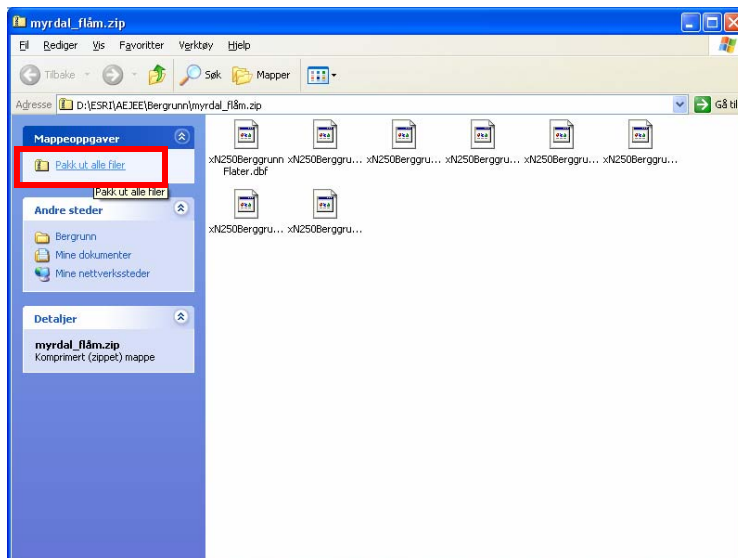 myrdal_flåm.zip
Fil Rediger Vis Favoritter Verktøy Hjelp
Tilbake Søk Mapper
Adresse D:\ESRI\AEJEE\Bergrunn\myrdal_flåm.zip Gå til
Mappeoppgaver
Pakk ut alle filer
Pakk ut alle filer
Andre steder
Bergrunn
Mine dokumenter
Mine nettverkssteder
Detaljer
myrdal_flåm.zip
Komprimert (zippet) mappe
xN250Berggrunn xN250Berggru... xN250Berggru... xN250Berggru... xN250Berggru... xN250Berggru...
Flater.dbf
xN250Berggru... xN250Berggru...